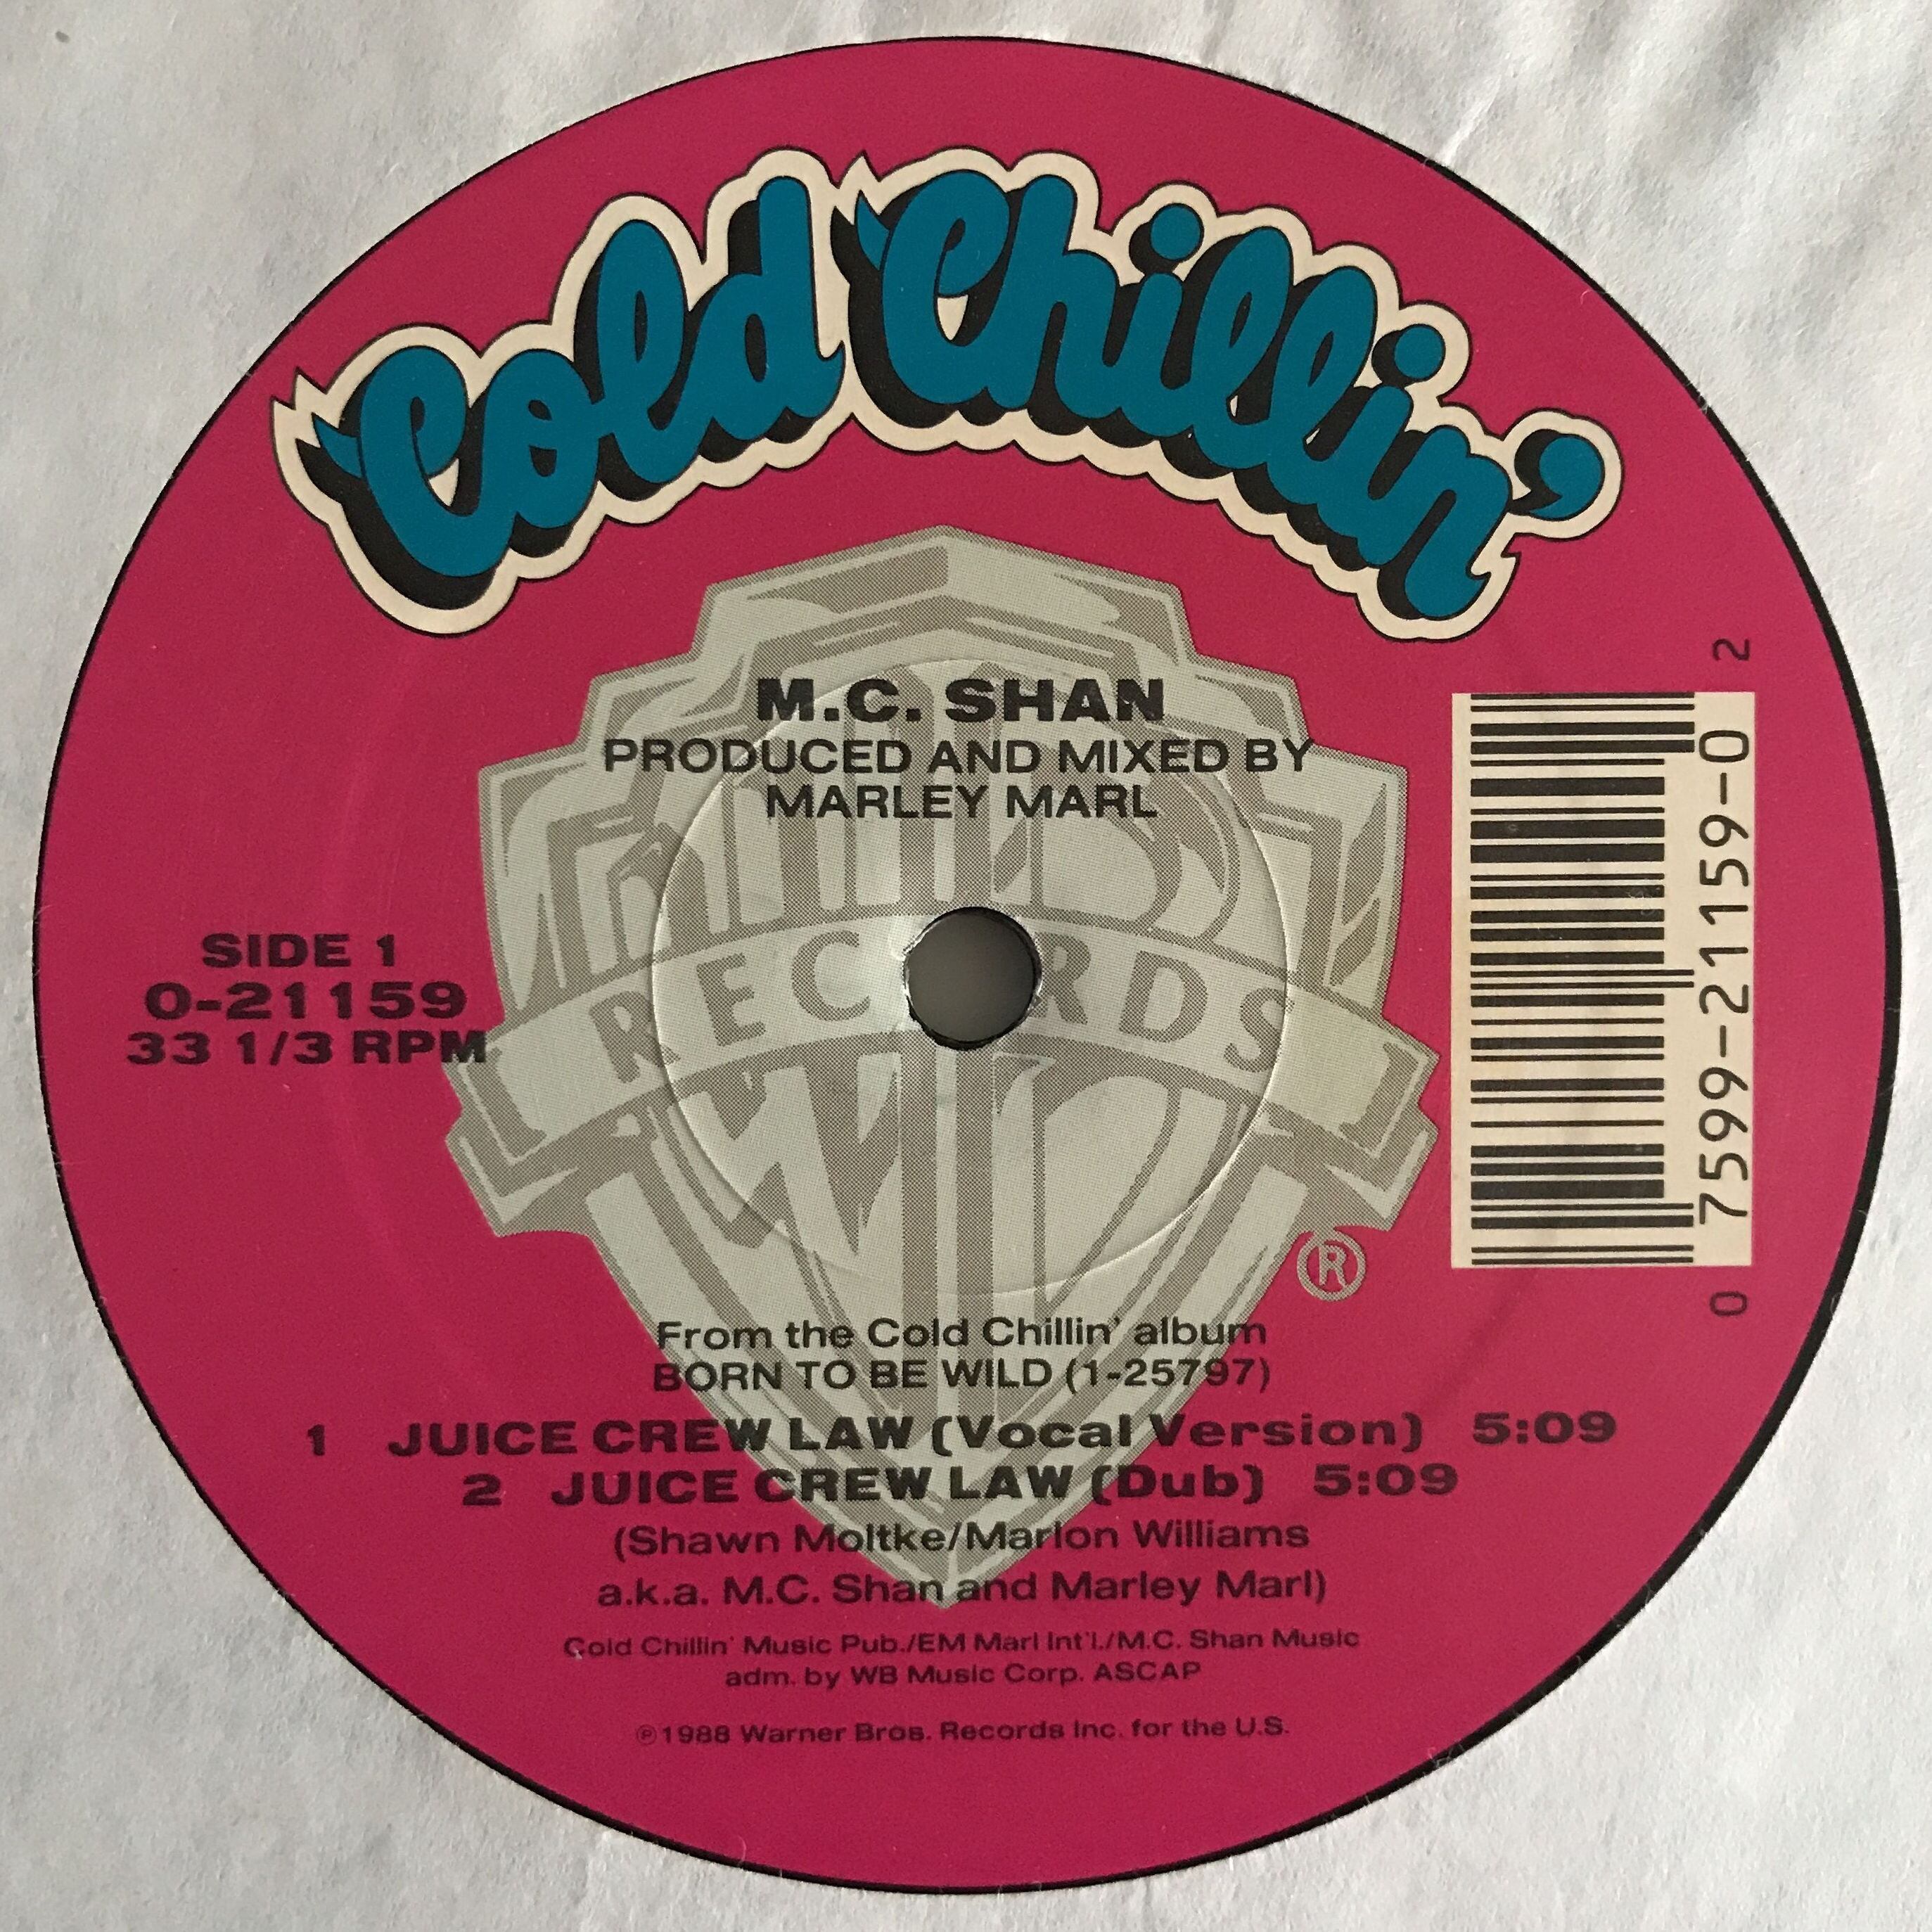 Cold Chillin'
M.C. SHAN
PRODUCED AND MIXED BY
MARLEY MARL
RECORDS
SIDE 1
0-21159
33 1/3 RPM
0 7599-21159-0 2
®
From the Cold Chillin' album
BORN TO BE WILD (1-25797)
1 JUICE CREW LAW (Vocal Version) 5:09
2 JUICE CREW LAW (Dub) 5:09
(Shawn Moltke/Marlon Williams
a.k.a. M.C. Shan and Marley Marl)
Cold Chillin' Music Pub./EM Marl Int'l./M.C. Shan Music
adm. by WB Music Corp. ASCAP
℗1988 Warner Bros. Records Inc. for the U.S.